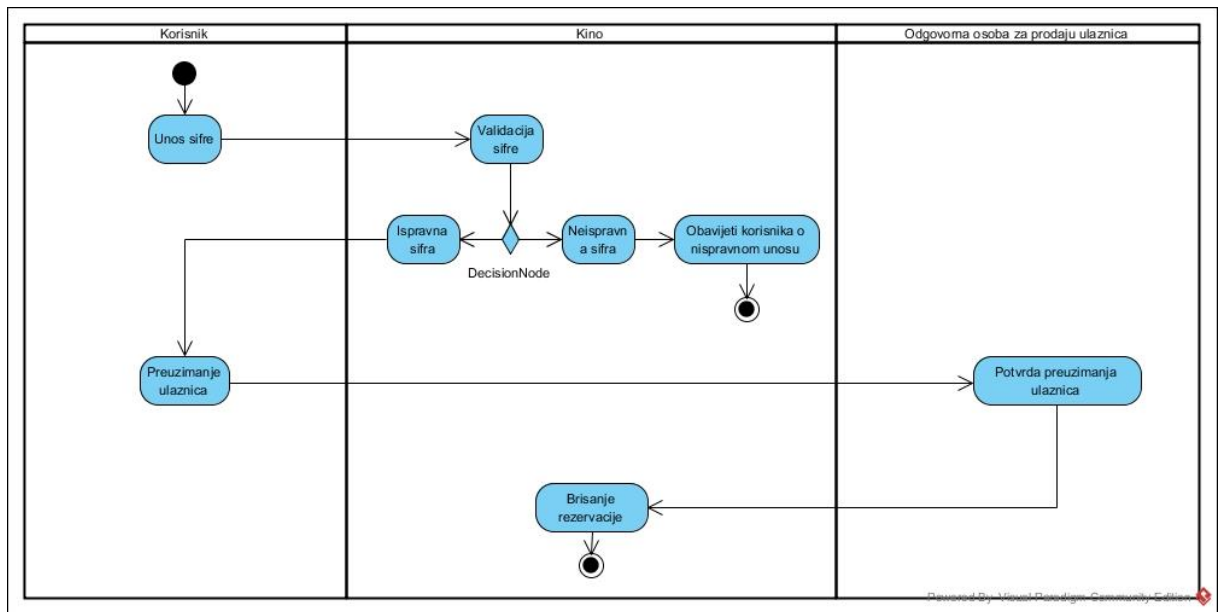 Korisnik
Kino
Odgovorna osoba za prodaju ulaznica
Unos sifre
Validacija
sifre
Ispravna
sifra
Neispravn
a sifra
Obavijeti korisnika o
nispravnom unosu
DecisionNode
Preuzimanje
ulaznica
Potvrda preuzimanja
ulaznica
Brisanje
rezervacije
Powered By Visual Paradigm Community Edition